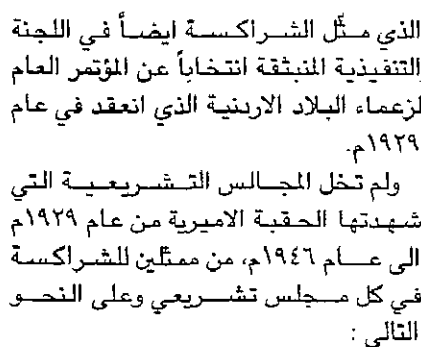 الذي مثّل الشراكسة ايضاً في اللجنة
التنفيذية المنبثقة انتخاباً عن المؤتمر العام
لزعماء البلاد الاردنية الذي انعقد في عام
١٩٢٩م.
ولم تخل المجالس التشريعية التي
شهدتها الحقبة الاميرية من عام ١٩٢٩م
الى عام ١٩٤٦م، من ممثلين للشراكسة
في كل مجلس تشريعي وعلى النحو
التالي :